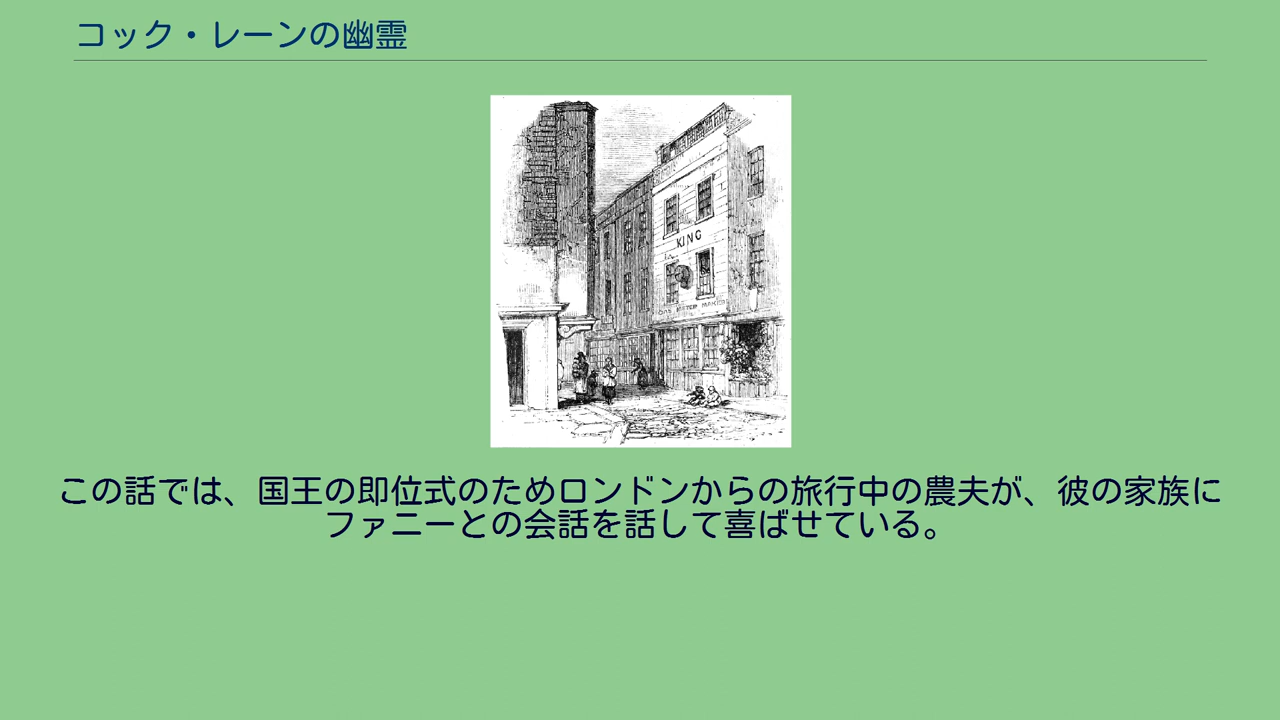 コック・レーンの幽霊
KING
この話では、国王の即位式のためロンドンからの旅行中の農夫が、彼の家族に
ファニーとの会話を話して喜ばせている。